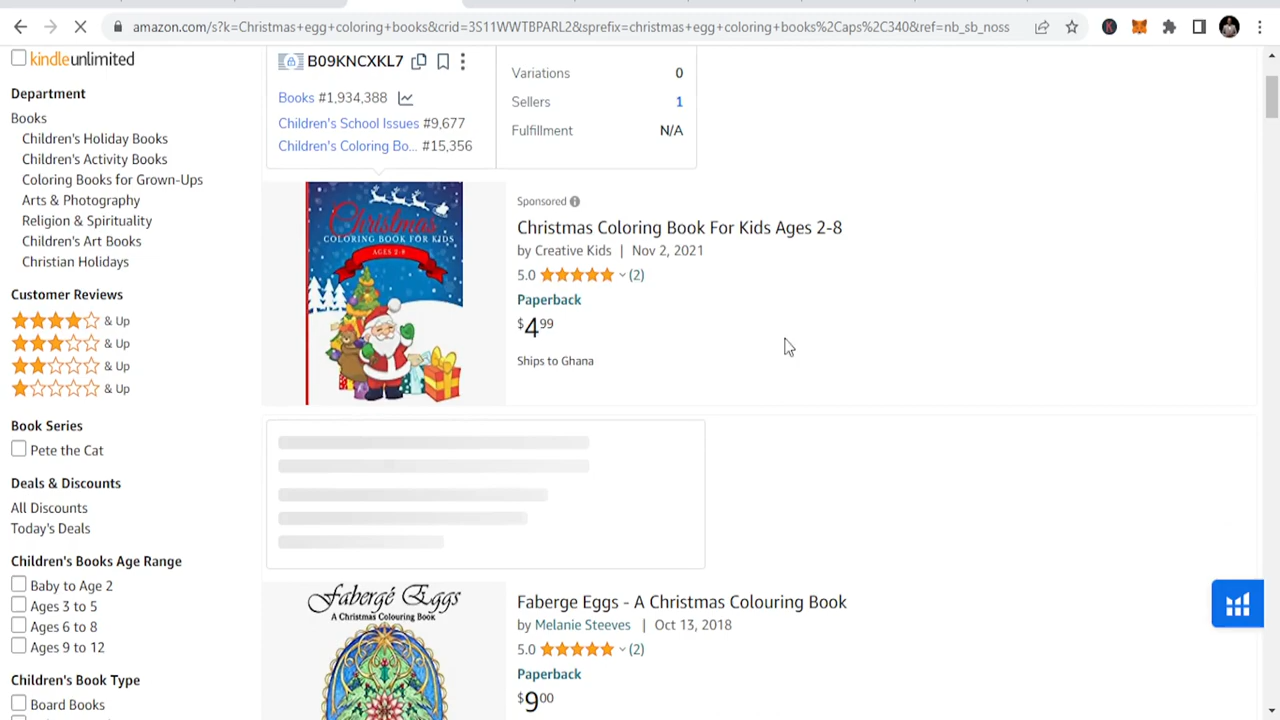 amazon.com/s?k=Christmas+egg+coloring+books&crid=3S11WWTBPARL2&sprefix=christmas+egg+coloring+books%2Caps%2C340&ref=nb_sb_noss
kindleunlimited
Department
Books
Children's Holiday Books
Children's Activity Books
Coloring Books for Grown-Ups
Arts & Photography
Religion & Spirituality
Children's Art Books
Christian Holidays
Customer Reviews
& Up
& Up
& Up
& Up
Book Series
Pete the Cat
Deals & Discounts
All Discounts
Today's Deals
Children's Books Age Range
Baby to Age 2
Ages 3 to 5
Ages 6 to 8
Ages 9 to 12
Children's Book Type
Board Books
B09KNCXKL7
Books #1,934,388
Children's School Issues #9,677
Children's Coloring Bo... #15,356
Variations 0
Sellers 1
Fulfillment N/A
Christmas
COLORING BOOK FOR KIDS
AGES 2-8
Sponsored
Christmas Coloring Book For Kids Ages 2-8
by Creative Kids | Nov 2, 2021
5.0 (2)
Paperback
$4 99
Ships to Ghana
Fabergé Eggs
A Christmas Colouring Book
Faberge Eggs - A Christmas Colouring Book
by Melanie Steeves | Oct 13, 2018
5.0 (2)
Paperback
$9 00